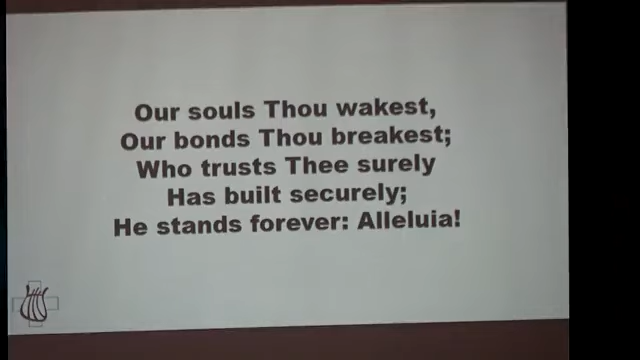 Our souls Thou wakest,
Our bonds Thou breakest;
Who trusts Thee surely
Has built securely;
He stands forever: Alleluia!